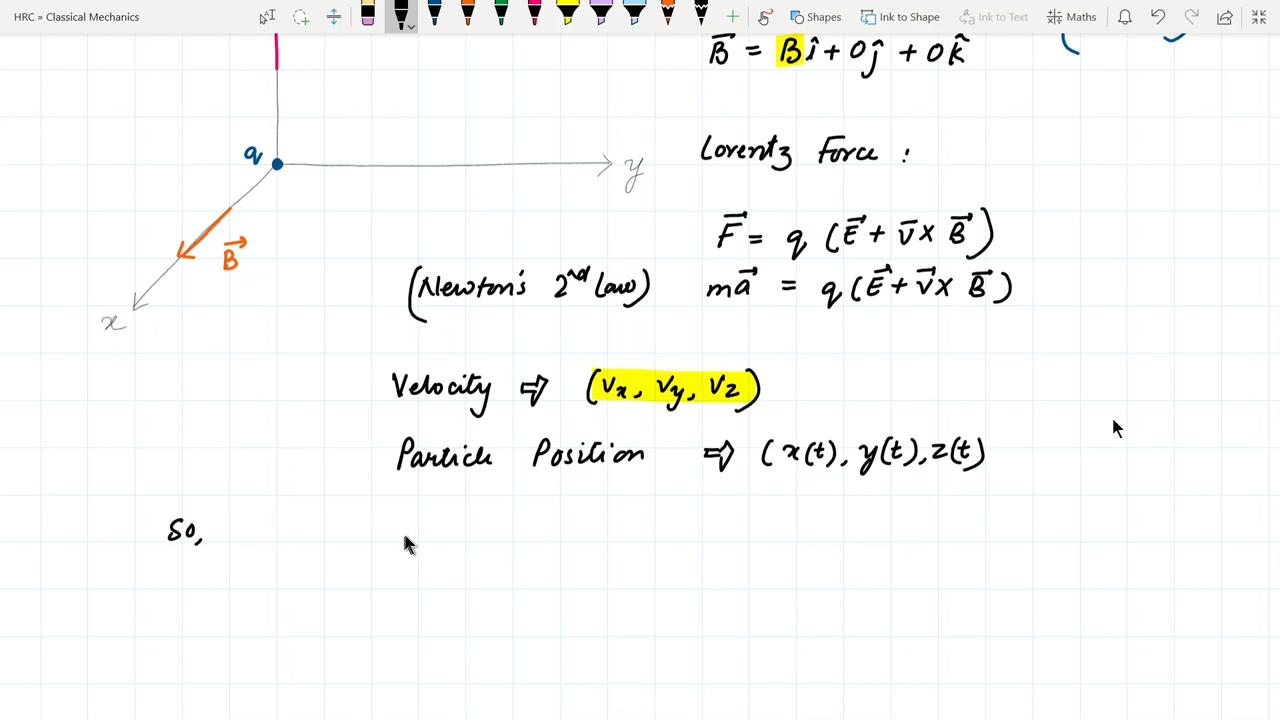 HRC » Classical Mechanics
Shapes Ink to Shape Ink to Text Maths
B⃗ = Bî + 0ĵ + 0k̂
q
y
Lorentz Force :
F⃗ = q (E⃗ + v̄ × B⃗)
B⃗
(Newton's 2nd law) ma⃗ = q(E⃗ + v⃗ × B⃗)
x
Velocity ⇨ (vx, vy, vz)
Particle Position ⇨ (x(t), y(t), z(t)
So,